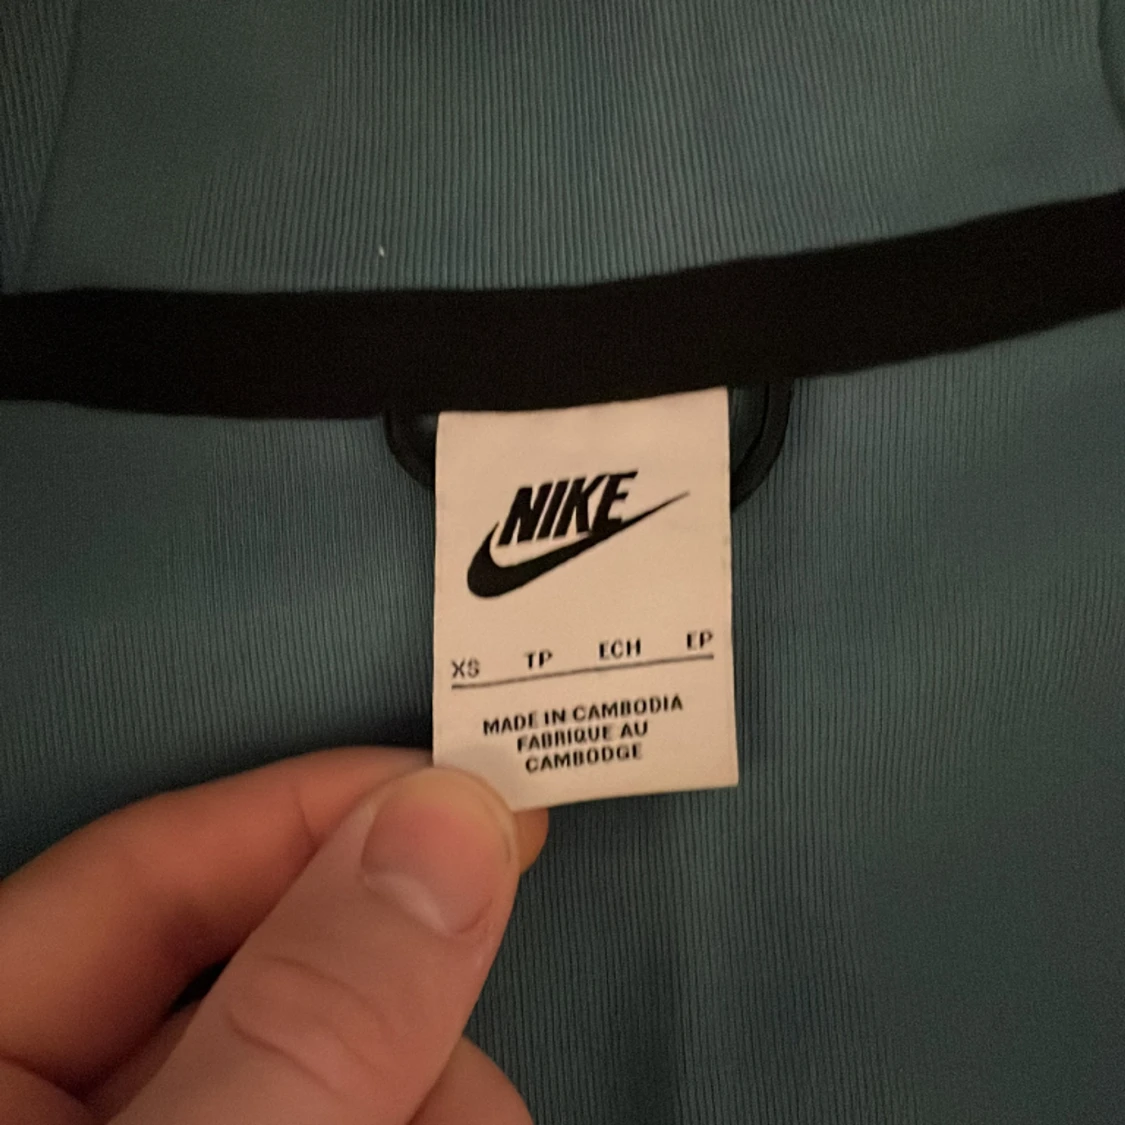 NIKE
XS TP ECH EP
MADE IN CAMBODIA
FABRIQUE AU
CAMBODGE